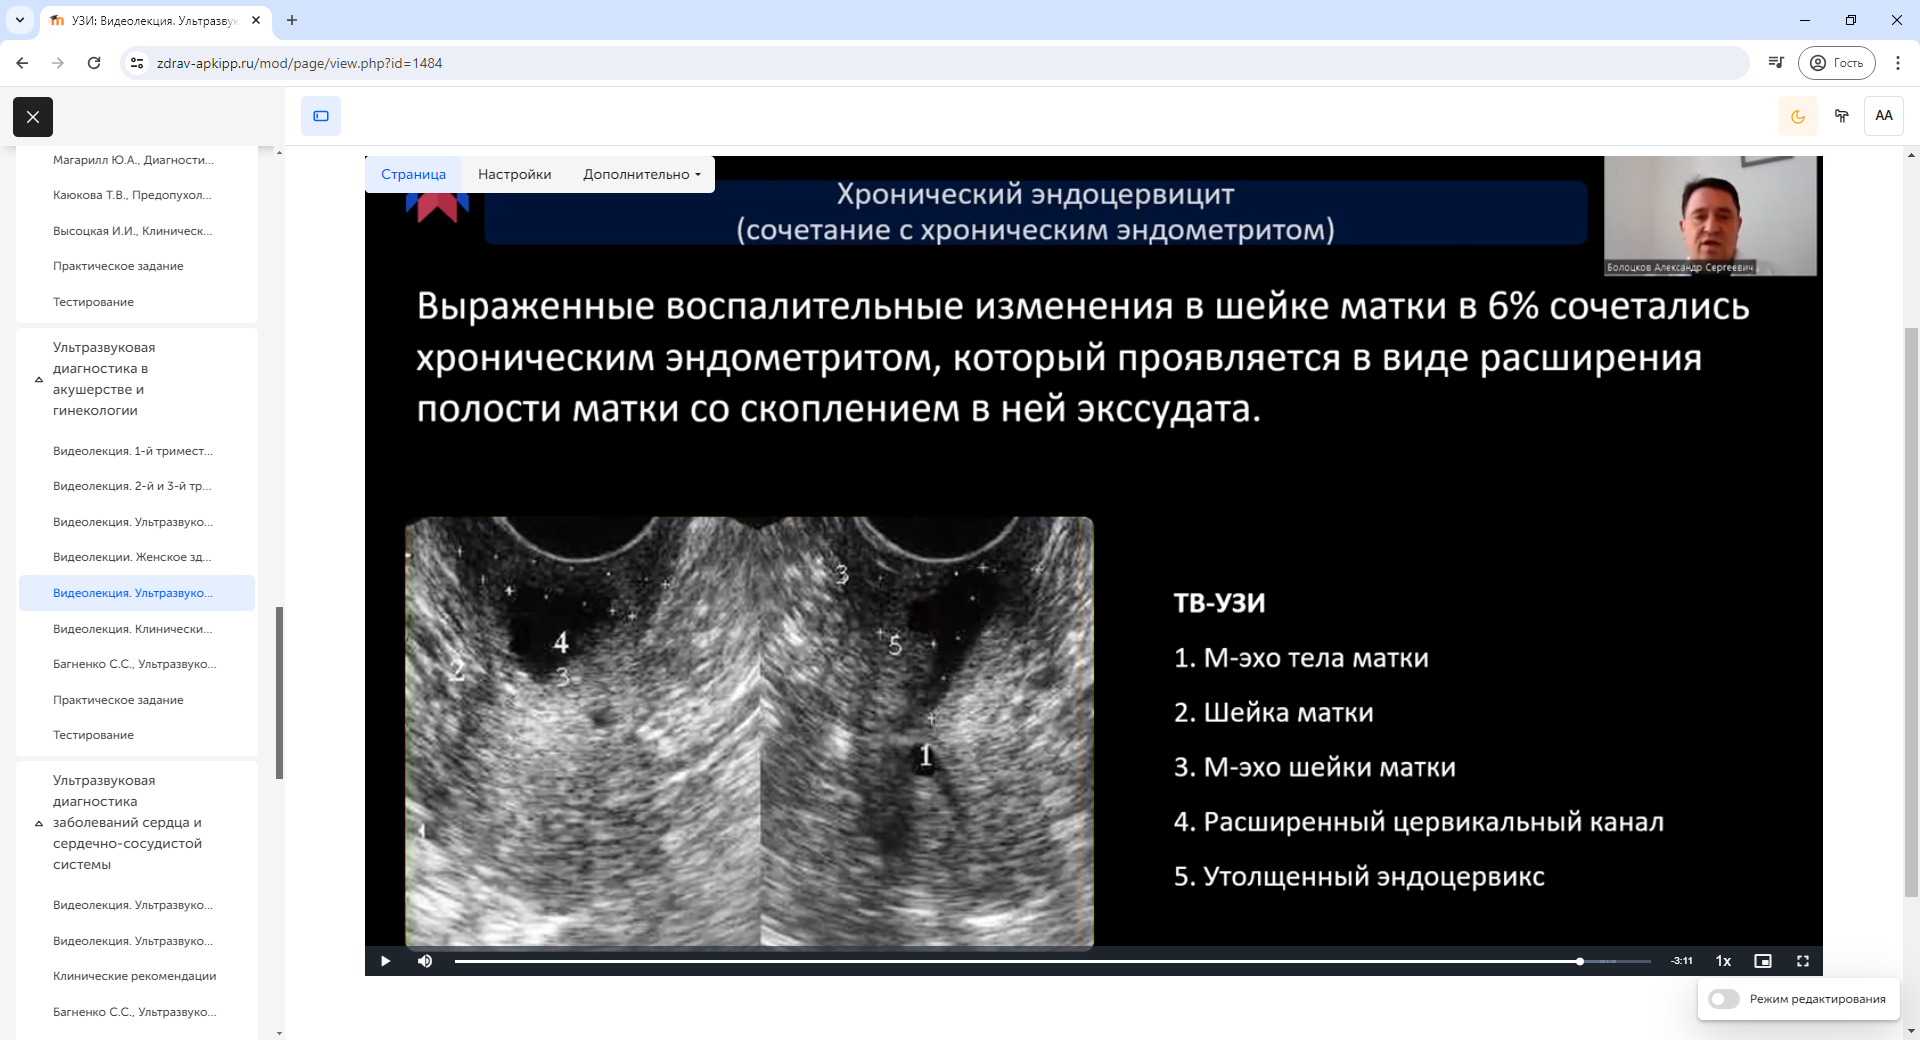 УЗИ: Видеолекция. Ультразвук
zdrav-apkipp.ru/mod/page/view.php?id=1484
Гость
AA
Магарилл Ю.А., Диагности...
Каюкова Т.В., Предопухол...
Высоцкая И.И., Клиническ...
Практическое задание
Тестирование
Ультразвуковая
диагностика в
акушерстве и
гинекологии
Видеолекция. 1-й тримест...
Видеолекция. 2-й и 3-й тр...
Видеолекция. Ультразвуко...
Видеолекции. Женское зд...
Видеолекция. Ультразвуко...
Видеолекция. Клинически...
Багненко С.С., Ультразвуко...
Практическое задание
Тестирование
Ультразвуковая
диагностика
заболеваний сердца и
сердечно-сосудистой
системы
Видеолекция. Ультразвуко...
Видеолекция. Ультразвуко...
Клинические рекомендации
Багненко С.С., Ультразвуко...
Страница Настройки Дополнительно
Хронический эндоцервицит
(сочетание с хроническим эндометритом)
Болоцков Александр Сергеевич
Выраженные воспалительные изменения в шейке матки в 6% сочетались
хроническим эндометритом, который проявляется в виде расширения
полости матки со скоплением в ней экссудата.
3
4
5
2
3
1
1
ТВ-УЗИ
1. М-эхо тела матки
2. Шейка матки
3. М-эхо шейки матки
4. Расширенный цервикальный канал
5. Утолщенный эндоцервикс
-3:11
1x
Режим редактирования